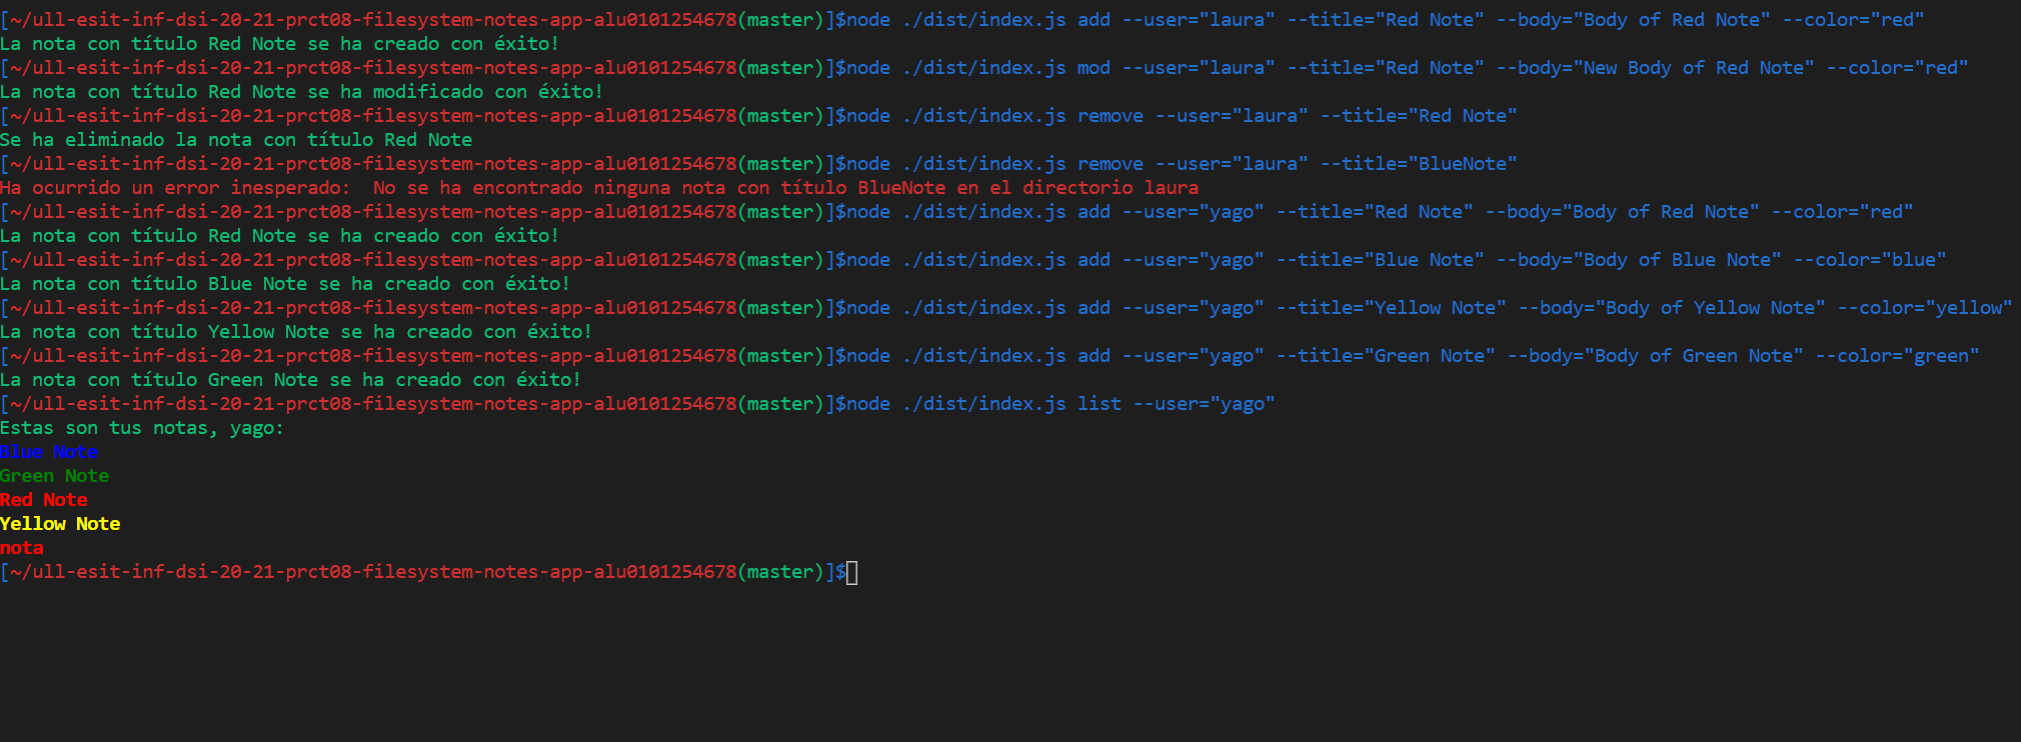 [~/ull-esit-inf-dsi-20-21-prct08-filesystem-notes-app-alu0101254678(master)]$node ./dist/index.js add --user="laura" --title="Red Note" --body="Body of Red Note" --color="red"
La nota con título Red Note se ha creado con éxito!
[~/ull-esit-inf-dsi-20-21-prct08-filesystem-notes-app-alu0101254678(master)]$node ./dist/index.js mod --user="laura" --title="Red Note" --body="New Body of Red Note" --color="red"
La nota con título Red Note se ha modificado con éxito!
[~/ull-esit-inf-dsi-20-21-prct08-filesystem-notes-app-alu0101254678(master)]$node ./dist/index.js remove --user="laura" --title="Red Note"
Se ha eliminado la nota con título Red Note
[~/ull-esit-inf-dsi-20-21-prct08-filesystem-notes-app-alu0101254678(master)]$node ./dist/index.js remove --user="laura" --title="BlueNote"
Ha ocurrido un error inesperado:  No se ha encontrado ninguna nota con título BlueNote en el directorio laura
[~/ull-esit-inf-dsi-20-21-prct08-filesystem-notes-app-alu0101254678(master)]$node ./dist/index.js add --user="yago" --title="Red Note" --body="Body of Red Note" --color="red"
La nota con título Red Note se ha creado con éxito!
[~/ull-esit-inf-dsi-20-21-prct08-filesystem-notes-app-alu0101254678(master)]$node ./dist/index.js add --user="yago" --title="Blue Note" --body="Body of Blue Note" --color="blue"
La nota con título Blue Note se ha creado con éxito!
[~/ull-esit-inf-dsi-20-21-prct08-filesystem-notes-app-alu0101254678(master)]$node ./dist/index.js add --user="yago" --title="Yellow Note" --body="Body of Yellow Note" --color="yellow"
La nota con título Yellow Note se ha creado con éxito!
[~/ull-esit-inf-dsi-20-21-prct08-filesystem-notes-app-alu0101254678(master)]$node ./dist/index.js add --user="yago" --title="Green Note" --body="Body of Green Note" --color="green"
La nota con título Green Note se ha creado con éxito!
[~/ull-esit-inf-dsi-20-21-prct08-filesystem-notes-app-alu0101254678(master)]$node ./dist/index.js list --user="yago"
Estas son tus notas, yago:
Blue Note
Green Note
Red Note
Yellow Note
nota
[~/ull-esit-inf-dsi-20-21-prct08-filesystem-notes-app-alu0101254678(master)]$